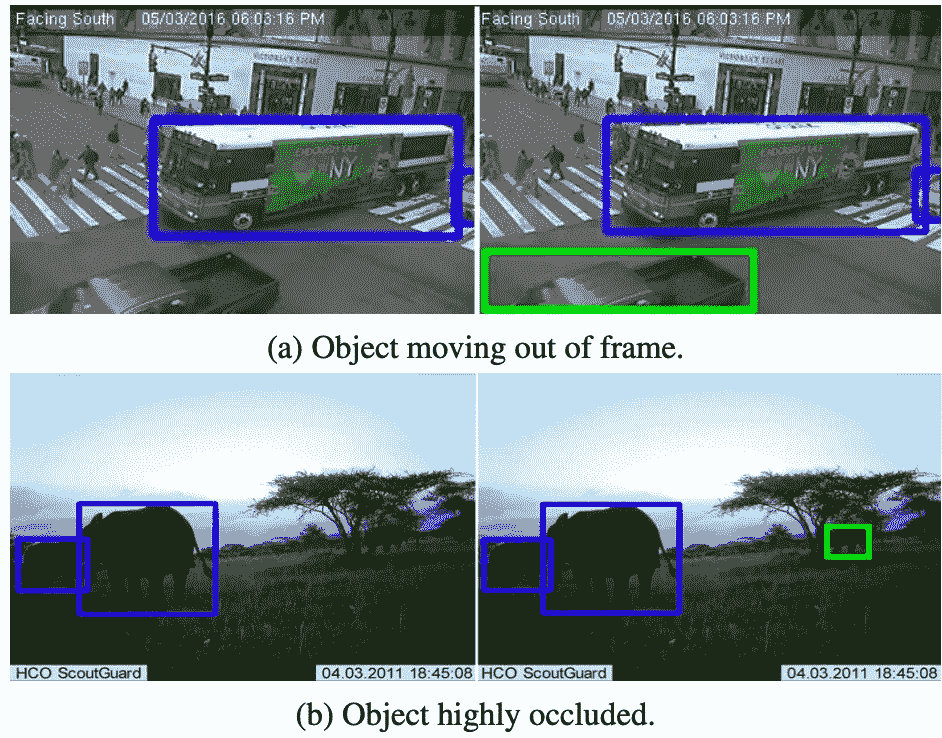 Facing South 05/03/2016 06:03:16 PM
Facing South 05/03/2016 06:03:16 PM
VICTORIA'S SECRET
NY
NY
(a) Object moving out of frame.
HCO ScoutGuard 04.03.2011 18:45:08
HCO ScoutGuard 04.03.2011 18:45:08
(b) Object highly occluded.